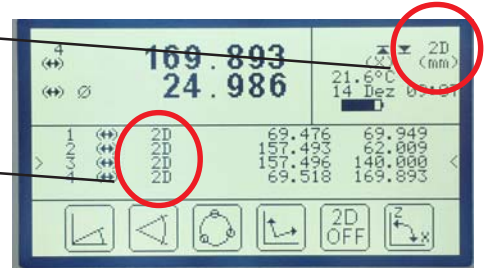 4 169.893
Ø 24.986
2D
(X) (mm)
21.6°C
14 Dez
1 2D 69.476 69.949
2 2D 157.493 62.009
> 3 2D 157.496 140.000 <
4 2D 69.518 169.893
2D OFF
Z X